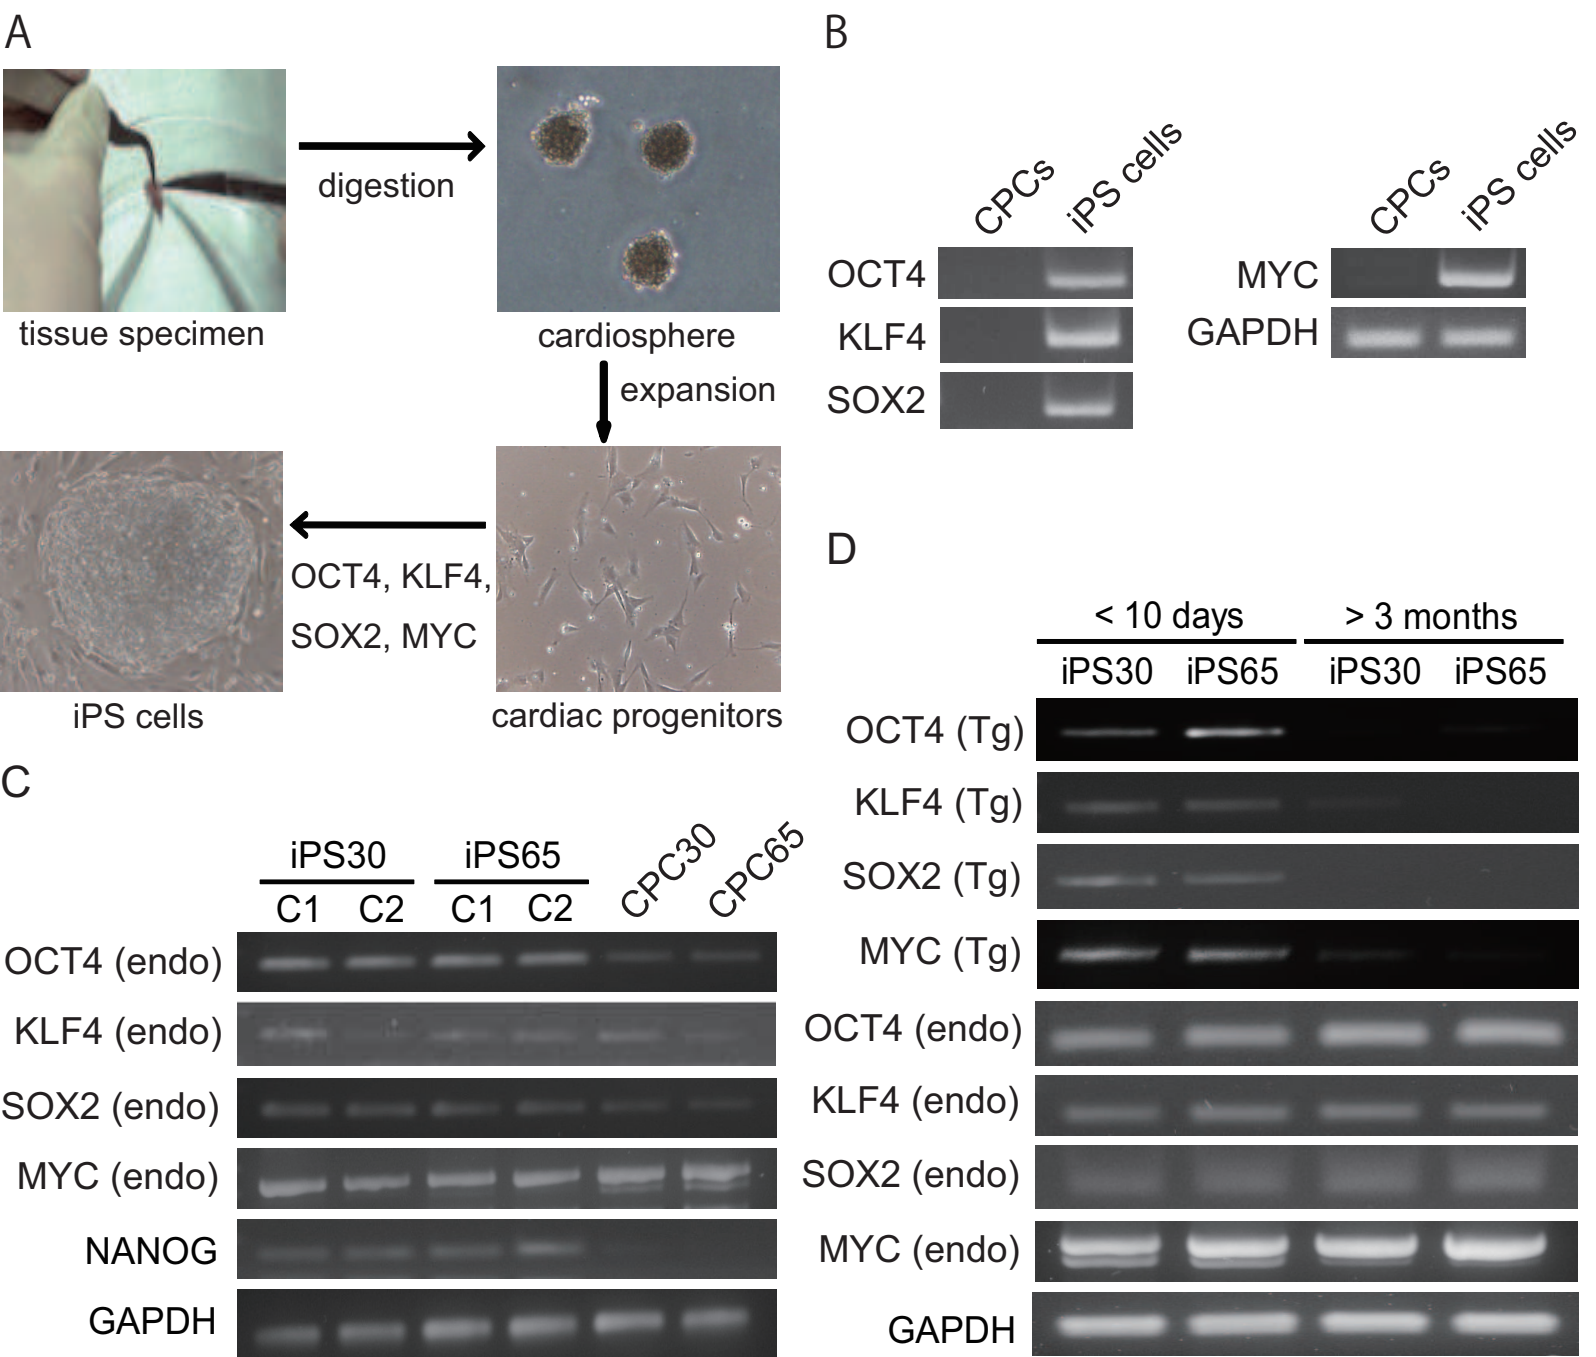 A
digestion
tissue specimen
cardiosphere
expansion
OCT4, KLF4,
SOX2, MYC
iPS cells
cardiac progenitors
B
CPCs
iPS cells
OCT4
KLF4
SOX2
CPCs
iPS cells
MYC
GAPDH
C
iPS30
iPS65
CPC30
CPC65
C1 C2 C1 C2
OCT4 (endo)
KLF4 (endo)
SOX2 (endo)
MYC (endo)
NANOG
GAPDH
D
< 10 days > 3 months
iPS30 iPS65 iPS30 iPS65
OCT4 (Tg)
KLF4 (Tg)
SOX2 (Tg)
MYC (Tg)
OCT4 (endo)
KLF4 (endo)
SOX2 (endo)
MYC (endo)
GAPDH